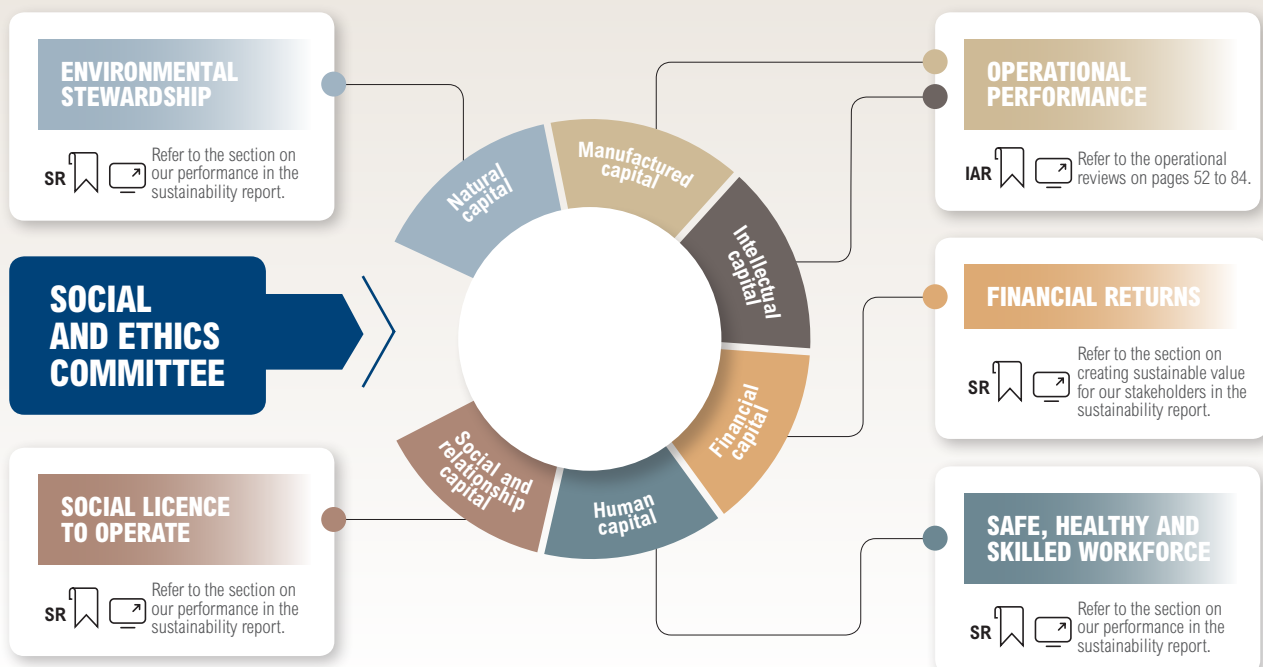 ENVIRONMENTAL
STEWARDSHIP
SR
Refer to the section on
our performance in the
sustainability report.
SOCIAL
AND ETHICS
COMMITTEE
SOCIAL LICENCE
TO OPERATE
SR
Refer to the section on
our performance in the
sustainability report.
Natural
capital
Manufactured
capital
Intellectual
capital
Financial
capital
Human
capital
Social and
relationship
capital
OPERATIONAL
PERFORMANCE
IAR
Refer to the operational
reviews on pages 52 to 84.
FINANCIAL RETURNS
SR
Refer to the section on
creating sustainable value
for our stakeholders in the
sustainability report.
SAFE, HEALTHY AND
SKILLED WORKFORCE
SR
Refer to the section on
our performance in the
sustainability report.